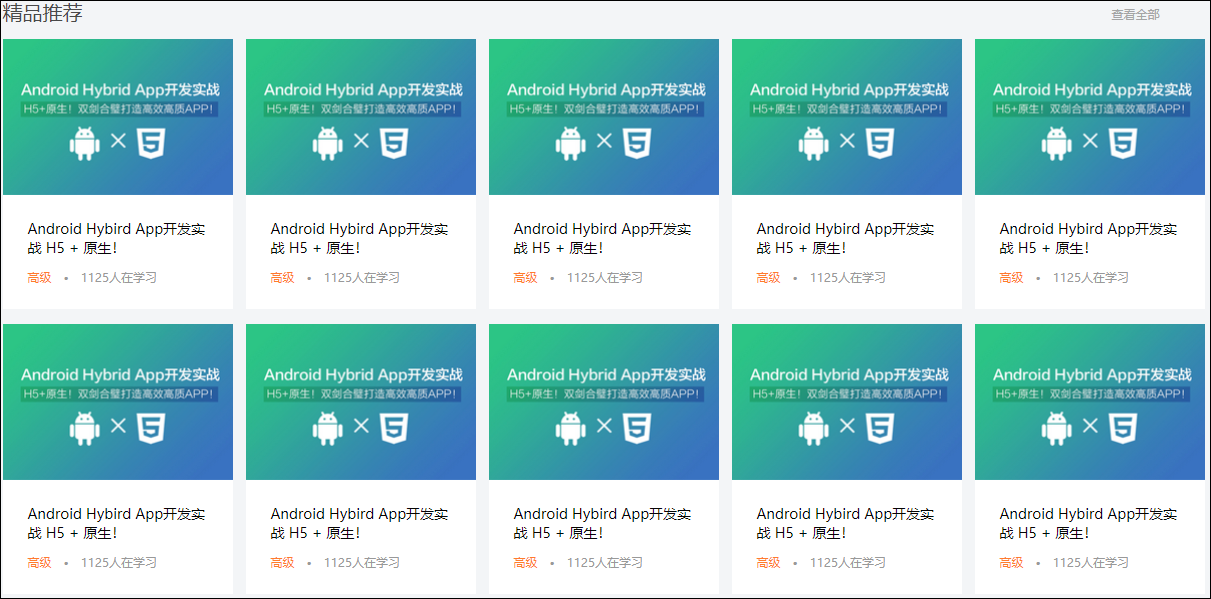 精品推荐 查看全部
Android Hybrid App开发实战 Android Hybrid App开发实战 Android Hybrid App开发实战 Android Hybrid App开发实战 Android Hybrid App开发实战
H5+原生！双剑合璧打造高效高质APP！ H5+原生！双剑合璧打造高效高质APP！ H5+原生！双剑合璧打造高效高质APP！ H5+原生！双剑合璧打造高效高质APP！ H5+原生！双剑合璧打造高效高质APP！
Android Hybird App开发实 Android Hybird App开发实 Android Hybird App开发实 Android Hybird App开发实 Android Hybird App开发实
战 H5 + 原生！ 战 H5 + 原生！ 战 H5 + 原生！ 战 H5 + 原生！ 战 H5 + 原生！
高级 • 1125人在学习 高级 • 1125人在学习 高级 • 1125人在学习 高级 • 1125人在学习 高级 • 1125人在学习
Android Hybrid App开发实战 Android Hybrid App开发实战 Android Hybrid App开发实战 Android Hybrid App开发实战 Android Hybrid App开发实战
H5+原生！双剑合璧打造高效高质APP！ H5+原生！双剑合璧打造高效高质APP！ H5+原生！双剑合璧打造高效高质APP！ H5+原生！双剑合璧打造高效高质APP！ H5+原生！双剑合璧打造高效高质APP！
Android Hybird App开发实 Android Hybird App开发实 Android Hybird App开发实 Android Hybird App开发实 Android Hybird App开发实
战 H5 + 原生！ 战 H5 + 原生！ 战 H5 + 原生！ 战 H5 + 原生！ 战 H5 + 原生！
高级 • 1125人在学习 高级 • 1125人在学习 高级 • 1125人在学习 高级 • 1125人在学习 高级 • 1125人在学习